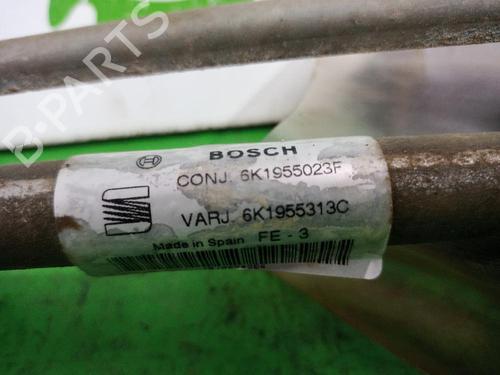 BOSCH
CONJ. 6K1955023F
VARJ. 6K1955313C
Made in Spain FE - 3
B-PARTS